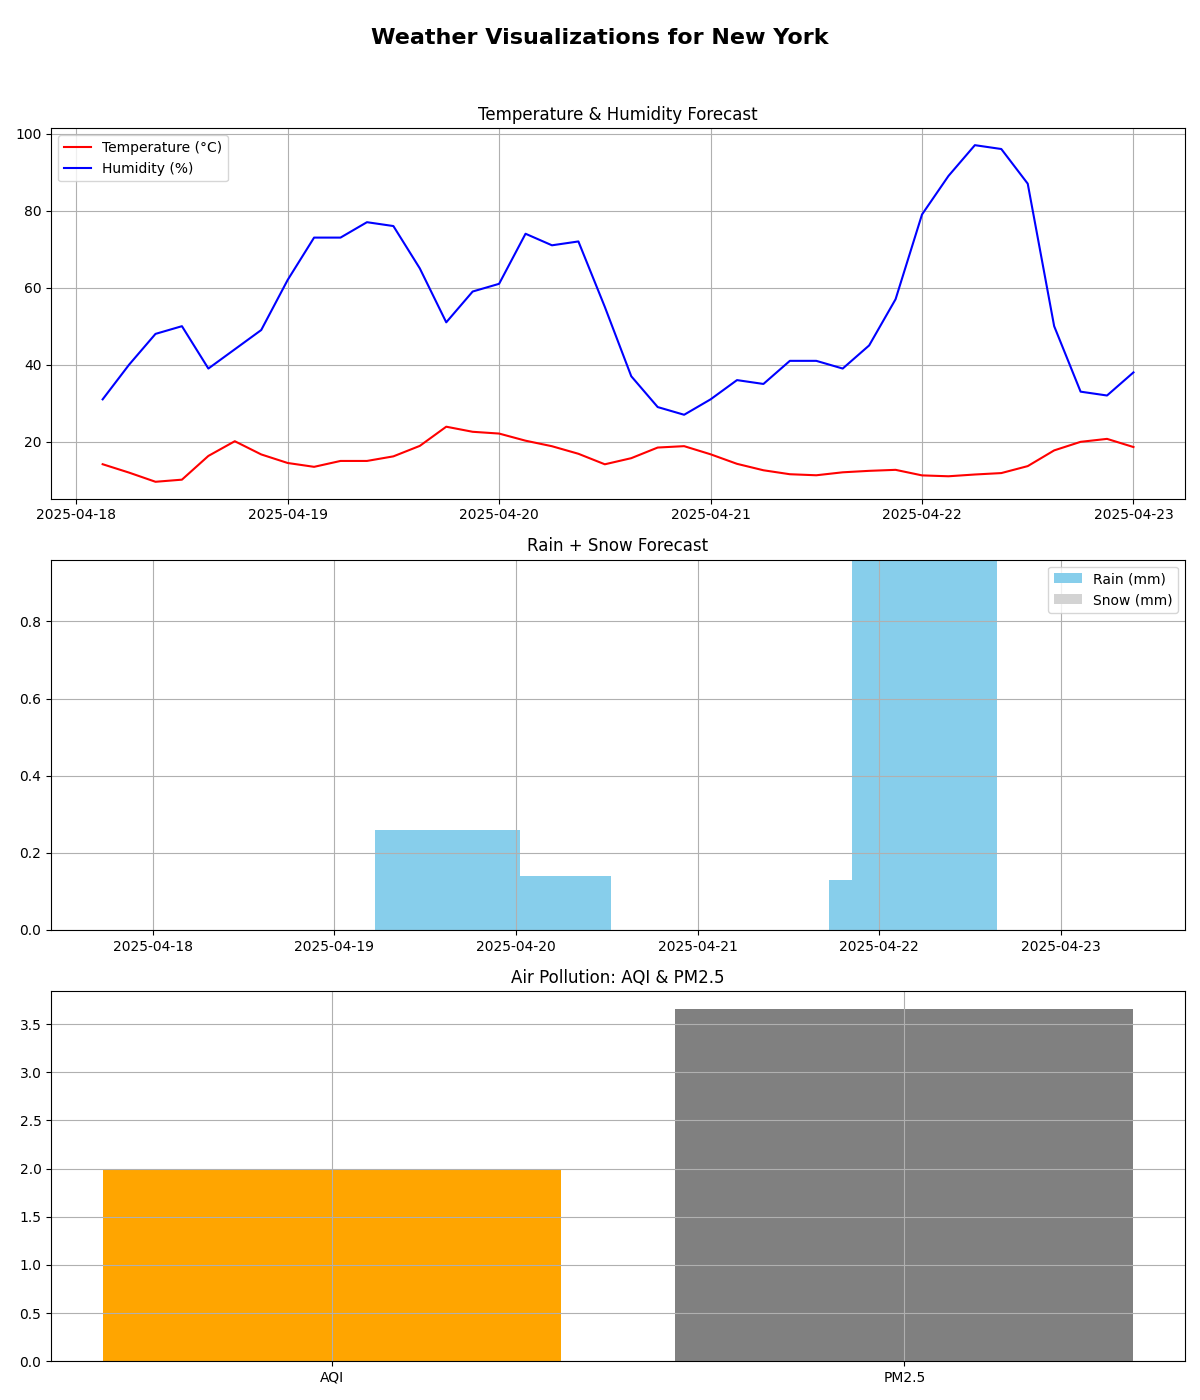 Weather Visualizations for New York
Temperature & Humidity Forecast
100
80
60
40
20
Temperature (°C)
Humidity (%)
2025-04-18 2025-04-19 2025-04-20 2025-04-21 2025-04-22 2025-04-23
Rain + Snow Forecast
0.8
0.6
0.4
0.2
0.0
Rain (mm)
Snow (mm)
2025-04-18 2025-04-19 2025-04-20 2025-04-21 2025-04-22 2025-04-23
Air Pollution: AQI & PM2.5
3.5
3.0
2.5
2.0
1.5
1.0
0.5
0.0
AQI PM2.5